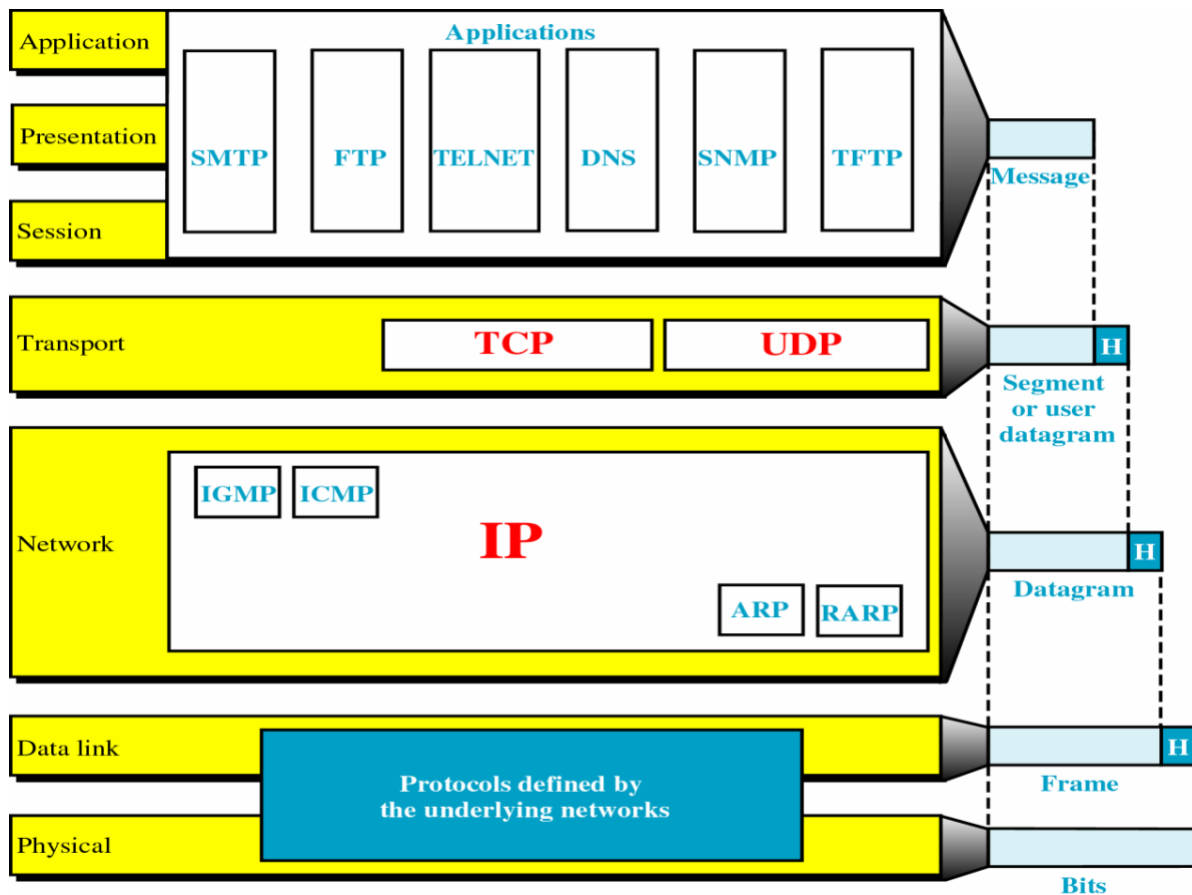 Application
Applications
Presentation
SMTP
FTP
TELNET
DNS
SNMP
TFTP
Message
Session
Transport
TCP
UDP
H
Segment
or user
datagram
IGMP
ICMP
Network
IP
H
Datagram
ARP
RARP
Data link
Protocols defined by
the underlying networks
H
Frame
Physical
Bits